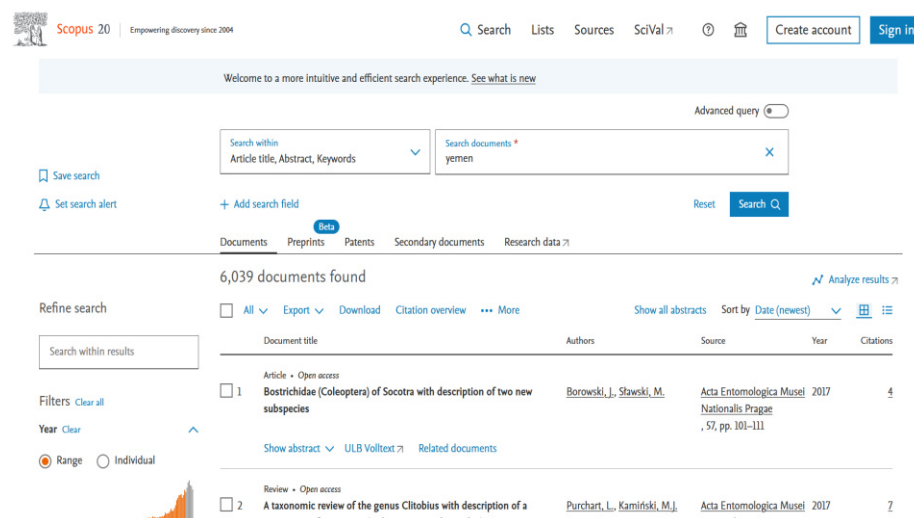 Scopus 20
Empowering discovery since 2004
Search
Lists
Sources
SciVal
Create account
Sign in
Welcome to a more intuitive and efficient search experience. See what is new
Advanced query
Search within
Article title, Abstract, Keywords
Search documents *
yemen
Save search
Set search alert
+ Add search field
Reset
Search
Beta
Documents
Preprints
Patents
Secondary documents
Research data
6,039 documents found
Analyze results
Refine search
All
Export
Download
Citation overview
More
Show all abstracts
Sort by Date (newest)
Search within results
Document title
Authors
Source
Year
Citations
Filters Clear all
Year Clear
Range
Individual
Article • Open access
1
Bostrichidae (Coleoptera) of Socotra with description of two new
subspecies
Borowski, J., Sławski, M.
Acta Entomologica Musei
Nationalis Pragae
, 57, pp. 101–111
2017
4
Show abstract
ULB Volltext
Related documents
Review • Open access
2
A taxonomic review of the genus Clitobius with description of a
Purchart, L., Kamiński, M.J.
Acta Entomologica Musei
2017
7